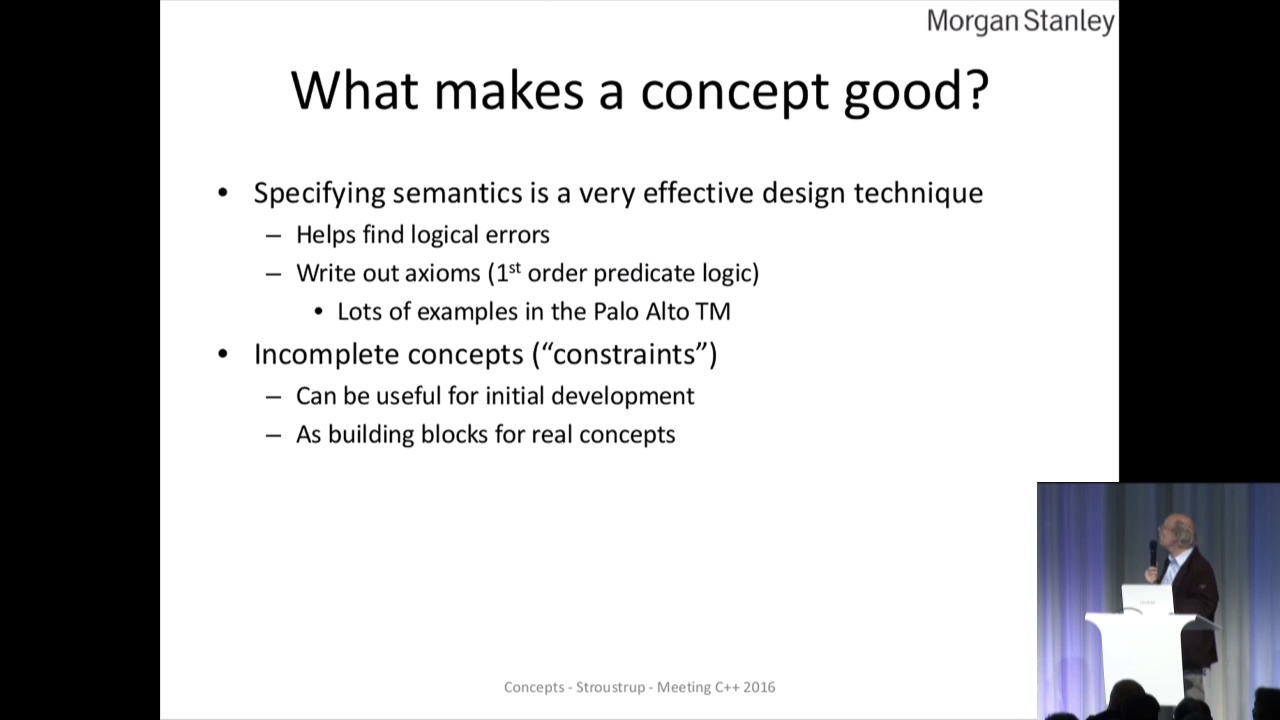 Morgan Stanley
What makes a concept good?
• Specifying semantics is a very effective design technique
– Helps find logical errors
– Write out axioms (1st order predicate logic)
• Lots of examples in the Palo Alto TM
• Incomplete concepts (“constraints”)
– Can be useful for initial development
– As building blocks for real concepts
Concepts - Stroustrup - Meeting C++ 2016